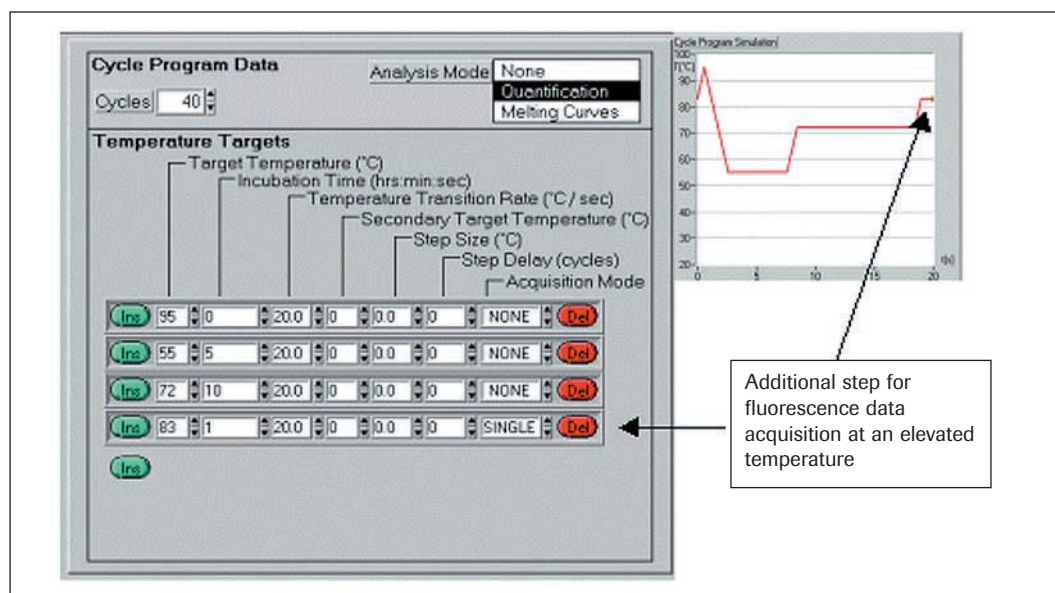 Cycle Program Data
Analysis Mode
None
Quantification
Melting Curves
Cycles 40
Temperature Targets
Target Temperature (°C)
Incubation Time (hrs:min:sec)
Temperature Transition Rate (°C / sec)
Secondary Target Temperature (°C)
Step Size (°C)
Step Delay (cycles)
Acquisition Mode
Ins 95 0 20.0 0 0.0 0 NONE Del
Ins 55 5 20.0 0 0.0 0 NONE Del
Ins 72 10 20.0 0 0.0 0 NONE Del
Ins 83 1 20.0 0 0.0 0 SINGLE Del
Ins
Cycle Program Simulation
100
T[°C]
90
80
70
60
50
40
30
20
0 5 10 15 20
t[s]
Additional step for
fluorescence data
acquisition at an elevated
temperature